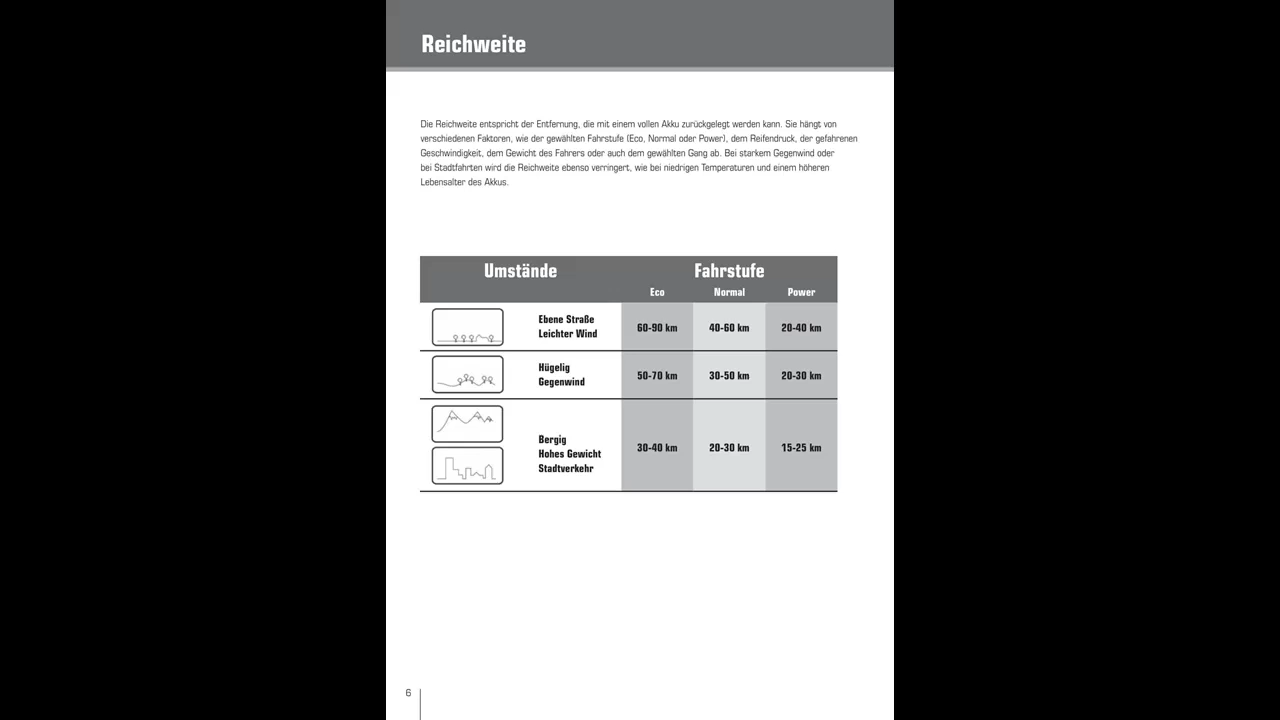 Reichweite
Die Reichweite entspricht der Entfernung, die mit einem vollen Akku zurückgelegt werden kann. Sie hängt von
verschiedenen Faktoren, wie der gewählten Fahrstufe (Eco, Normal oder Power), dem Reifendruck, der gefahrenen
Geschwindigkeit, dem Gewicht des Fahrers oder auch dem gewählten Gang ab. Bei starkem Gegenwind oder
bei Stadtfahrten wird die Reichweite ebenso verringert, wie bei niedrigen Temperaturen und einem höheren
Lebensalter des Akkus.
Umstände Fahrstufe
Eco Normal Power
Ebene Straße
Leichter Wind
60-90 km 40-60 km 20-40 km
Hügelig
Gegenwind
50-70 km 30-50 km 20-30 km
Bergig
Hohes Gewicht
Stadtverkehr
30-40 km 20-30 km 15-25 km
6